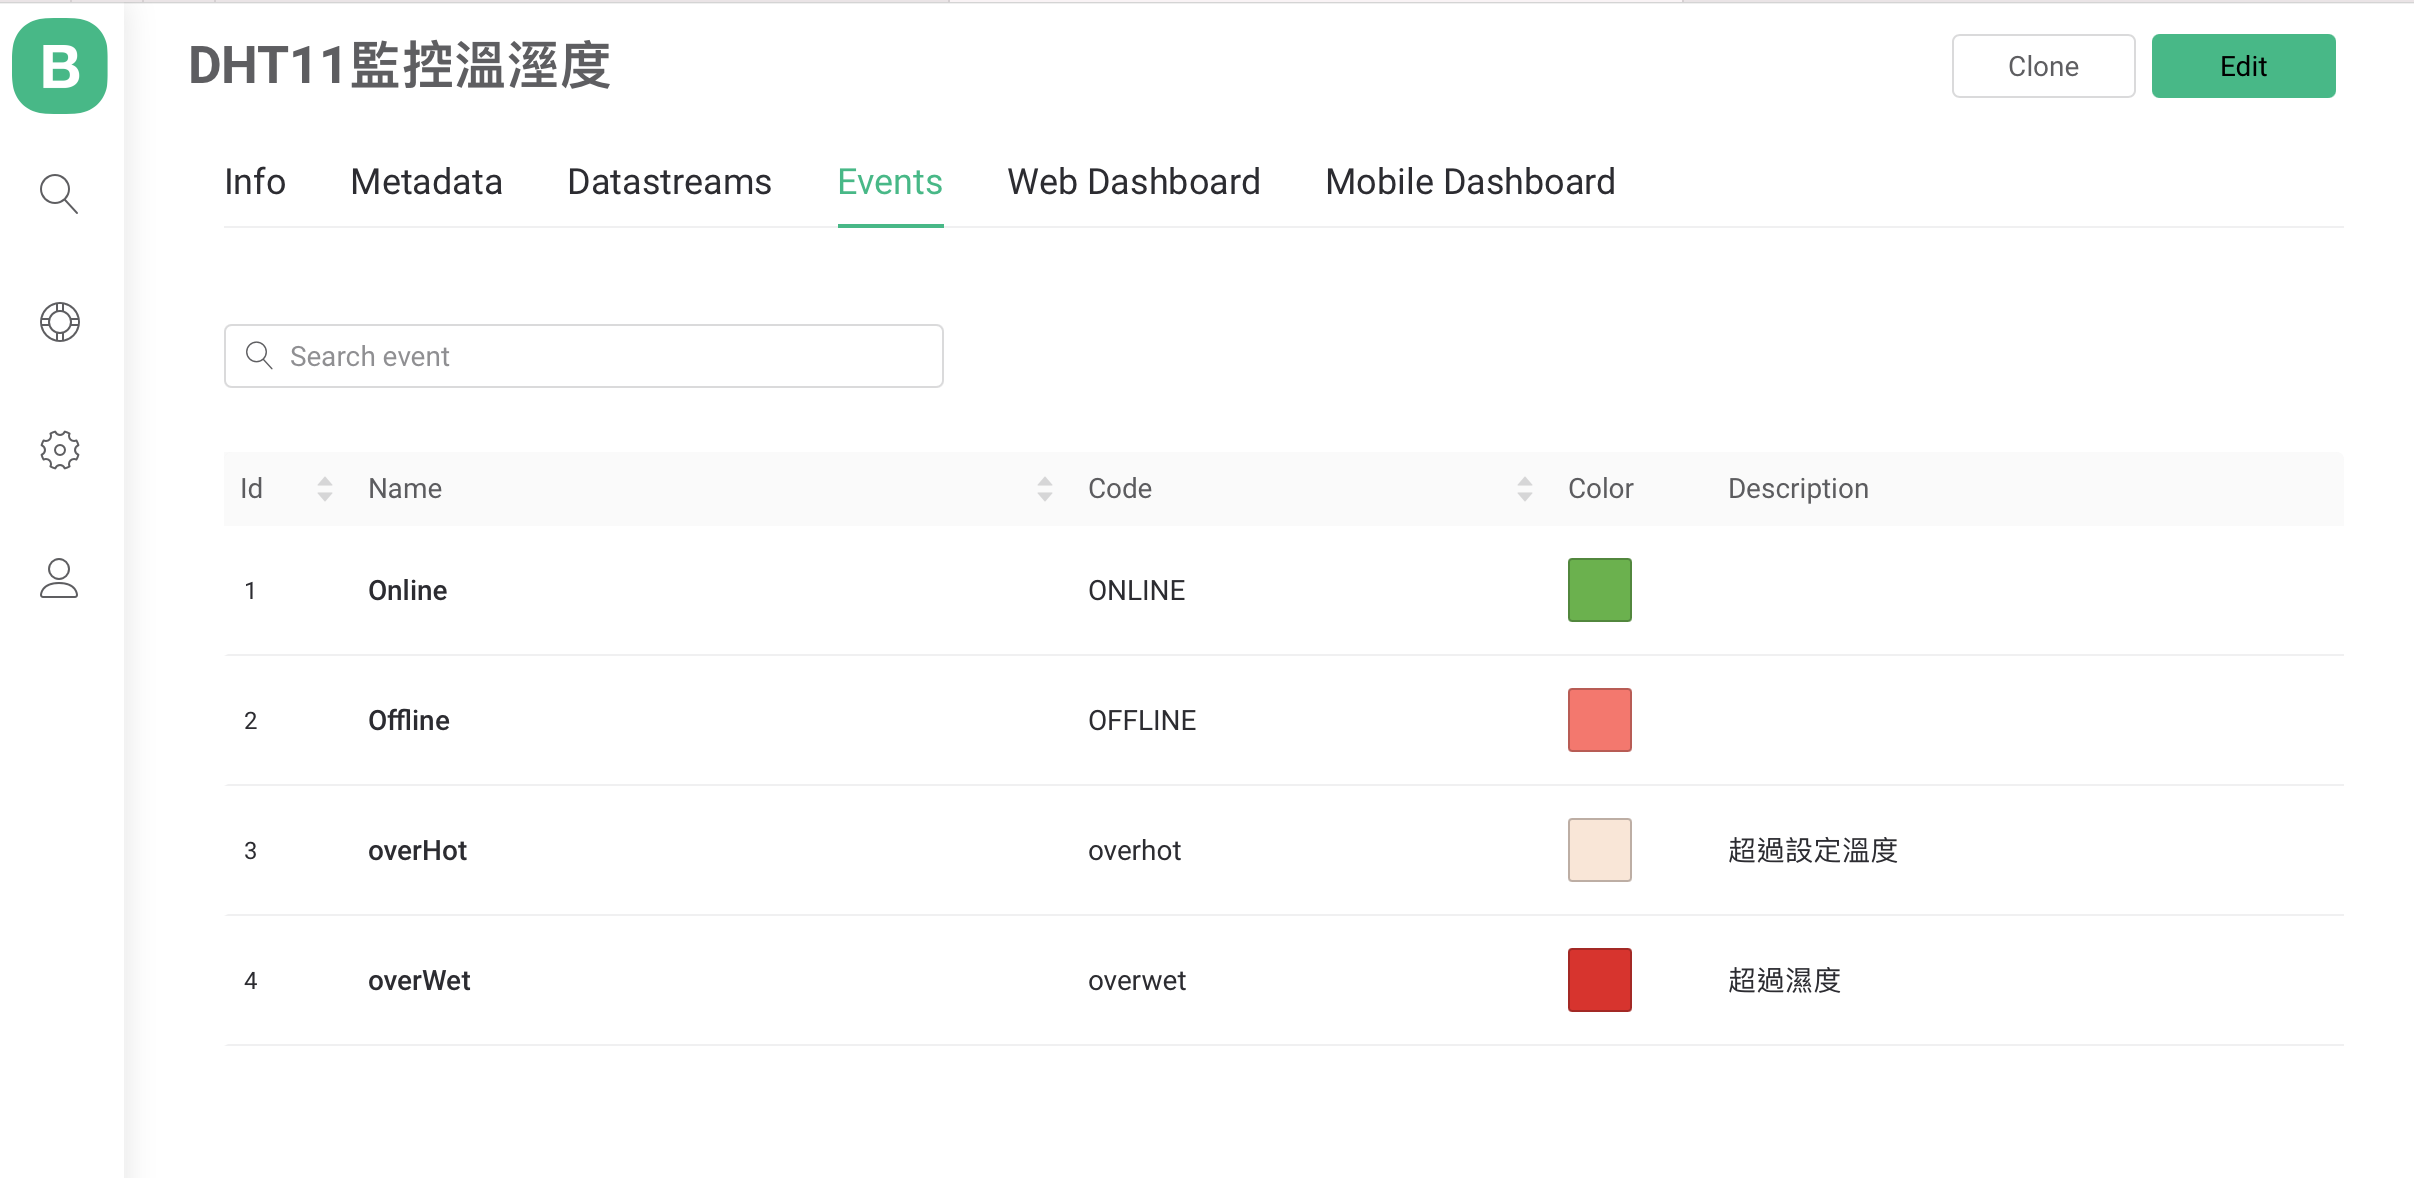 B
DHT11監控溫溼度
Clone
Edit
Info Metadata Datastreams Events Web Dashboard Mobile Dashboard
Search event
Id Name Code Color Description
1 Online ONLINE
2 Offline OFFLINE
3 overHot overhot 超過設定溫度
4 overWet overwet 超過濕度